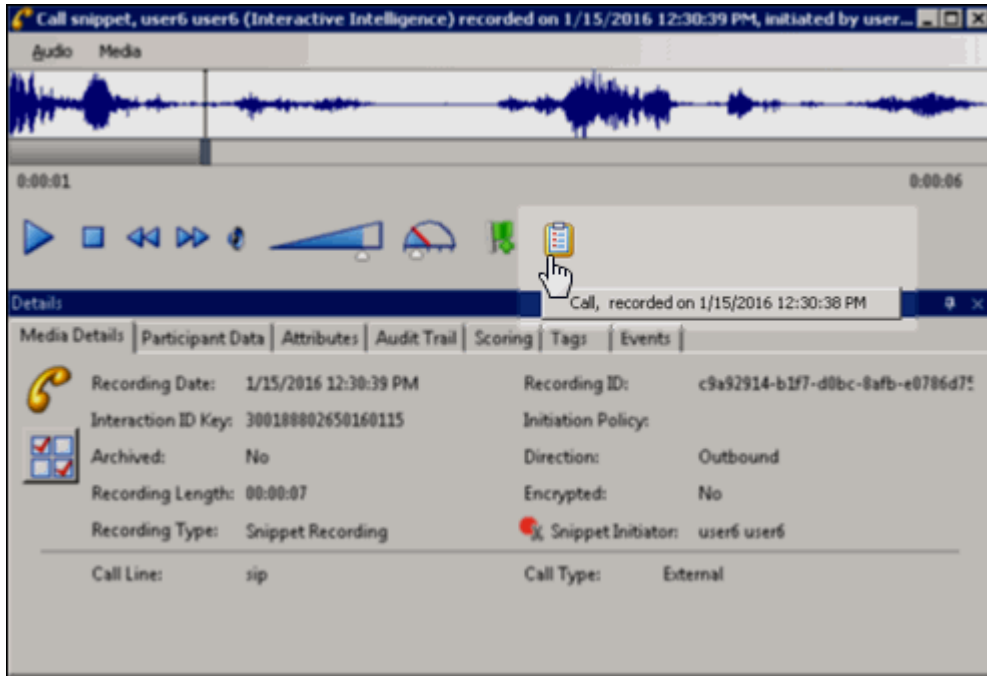 Call snippet, user6 user6 (Interactive Intelligence) recorded on 1/15/2016 12:30:39 PM, initiated by user...
Audio Media
0:00:01 0:00:06
Call, recorded on 1/15/2016 12:30:38 PM
Details
Media Details Participant Data Attributes Audit Trail Scoring Tags Events
Recording Date: 1/15/2016 12:30:39 PM Recording ID: c9a92914-b1f7-d0bc-8afb-e0786d75
Interaction ID Key: 300188802650160115 Initiation Policy:
Archived: No Direction: Outbound
Recording Length: 00:00:07 Encrypted: No
Recording Type: Snippet Recording Snippet Initiator: user6 user6
Call Line: sip Call Type: External